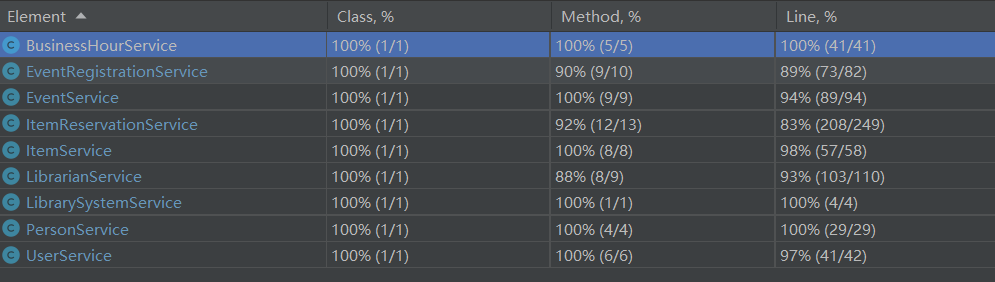 Element Class, % Method, % Line, %
C BusinessHourService 100% (1/1) 100% (5/5) 100% (41/41)
C EventRegistrationService 100% (1/1) 90% (9/10) 89% (73/82)
C EventService 100% (1/1) 100% (9/9) 94% (89/94)
C ItemReservationService 100% (1/1) 92% (12/13) 83% (208/249)
C ItemService 100% (1/1) 100% (8/8) 98% (57/58)
C LibrarianService 100% (1/1) 88% (8/9) 93% (103/110)
C LibrarySystemService 100% (1/1) 100% (1/1) 100% (4/4)
C PersonService 100% (1/1) 100% (4/4) 100% (29/29)
C UserService 100% (1/1) 100% (6/6) 97% (41/42)